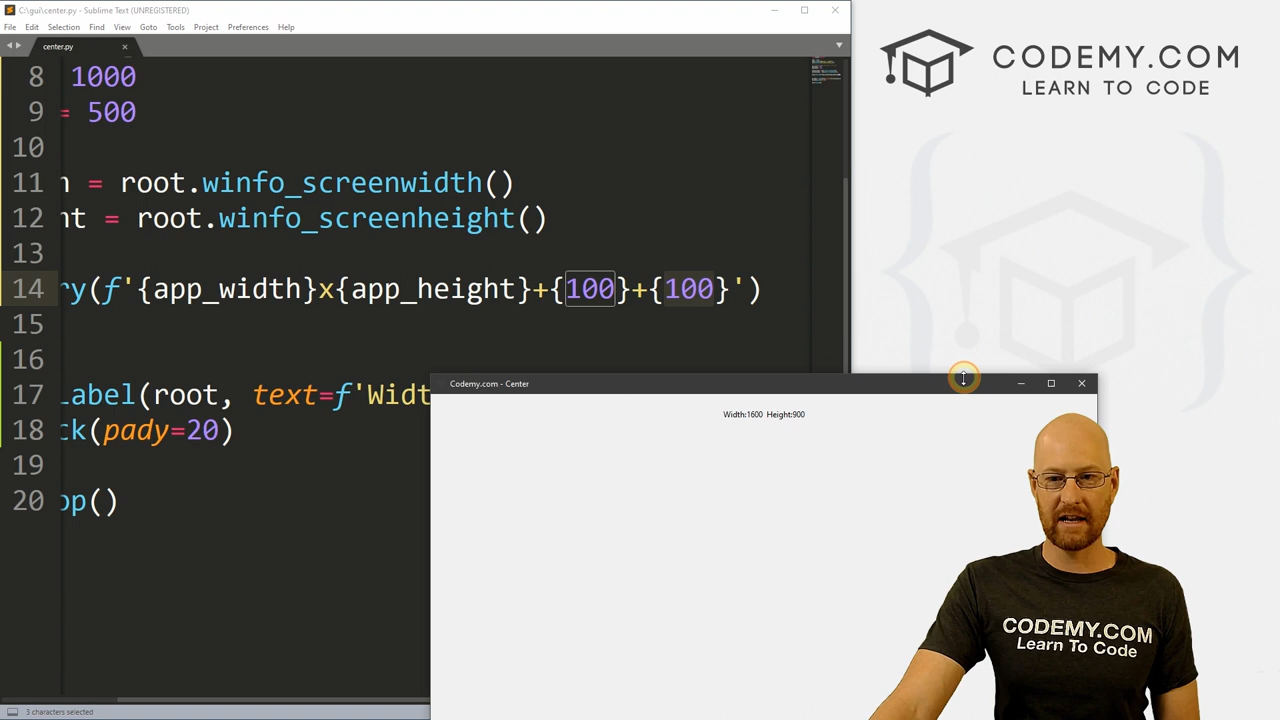 C:\gui\center.py - Sublime Text (UNREGISTERED)
File Edit Selection Find View Goto Tools Project Preferences Help
center.py
8 1000
9 = 500
10
11 = root.winfo_screenwidth()
12 nt = root.winfo_screenheight()
13
14 ry(f'{app_width}x{app_height}+{100}+{100}')
15
16
17 Label(root, text=f'Widt
18 ck(pady=20)
19
20 op()
3 characters selected
Codemy.com - Center
Width:1600 Height:900
CODEMY.COM
LEARN TO CODE
CODEMY.COM
Learn To Code